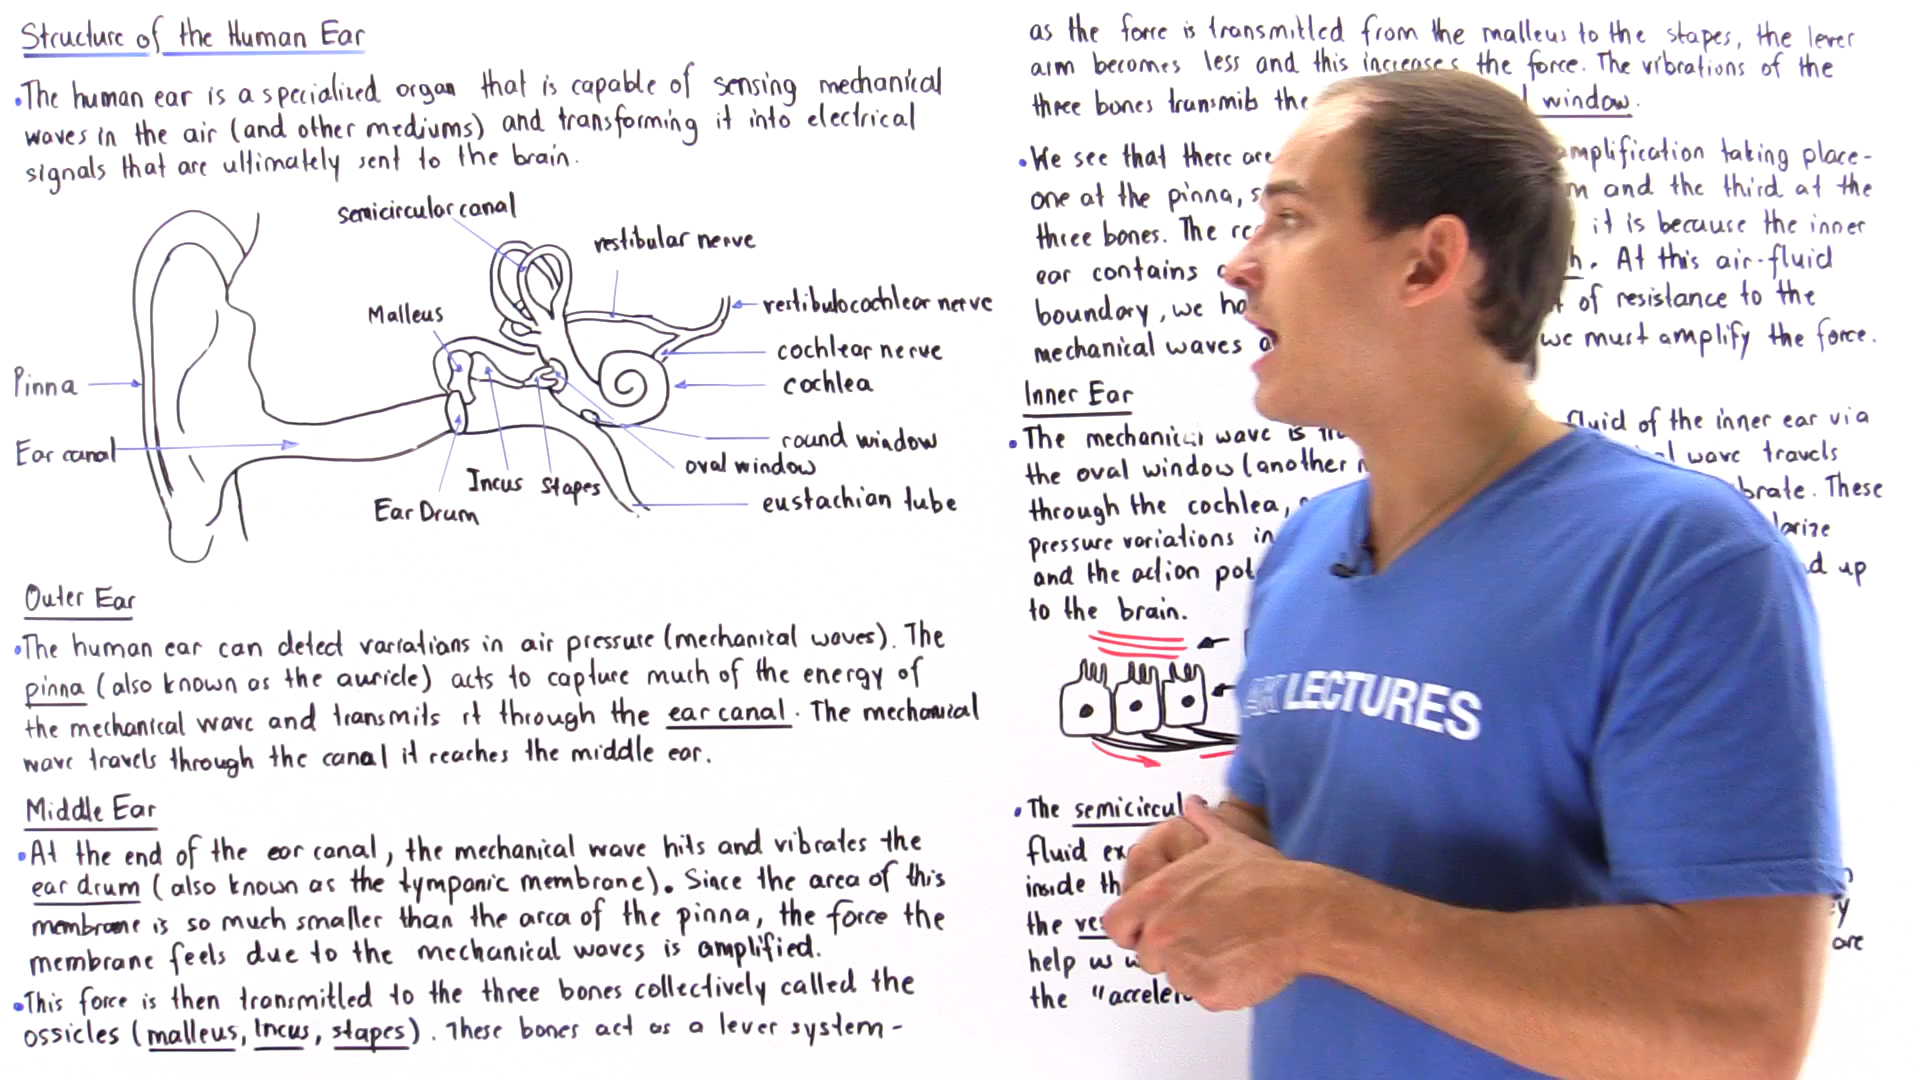 Structure of the Human Ear
•The human ear is a specialized organ that is capable of sensing mechanical
waves in the air (and other mediums) and transforming it into electrical
signals that are ultimately sent to the brain.
semicircular canal
vestibular nerve
Malleus
vestibulocochlear nerve
cochlear nerve
Pinna
cochlea
round window
Ear canal
oval window
Incus
stapes
eustachian tube
Ear Drum
Outer Ear
•The human ear can detect variations in air pressure (mechanical waves). The
pinna (also known as the auricle) acts to capture much of the energy of
the mechanical wave and transmits it through the ear canal. The mechanical
wave travels through the canal it reaches the middle ear.
Middle Ear
•At the end of the ear canal, the mechanical wave hits and vibrates the
ear drum (also known as the tympanic membrane). Since the area of this
membrane is so much smaller than the area of the pinna, the force the
membrane feels due to the mechanical waves is amplified.
•This force is then transmitted to the three bones collectively called the
ossicles (malleus, Incus, stapes). These bones act as a lever system-
as the force is transmitted from the malleus to the stapes, the lever
arm becomes less and this increases the force. The vibrations of the
three bones transmits the window.
•We see that there are amplification taking place-
one at the pinna, and the third at the
three bones. The it is because the inner
ear contains At this air-fluid
boundary, we of resistance to the
mechanical waves we must amplify the force.
Inner Ear
•The mechanical wave is fluid of the inner ear via
the oval window (another wave travels
through the cochlea, These
pressure variations in
and the action up
to the brain.
•The
fluid
inside
the
help us are
the
LECTURES